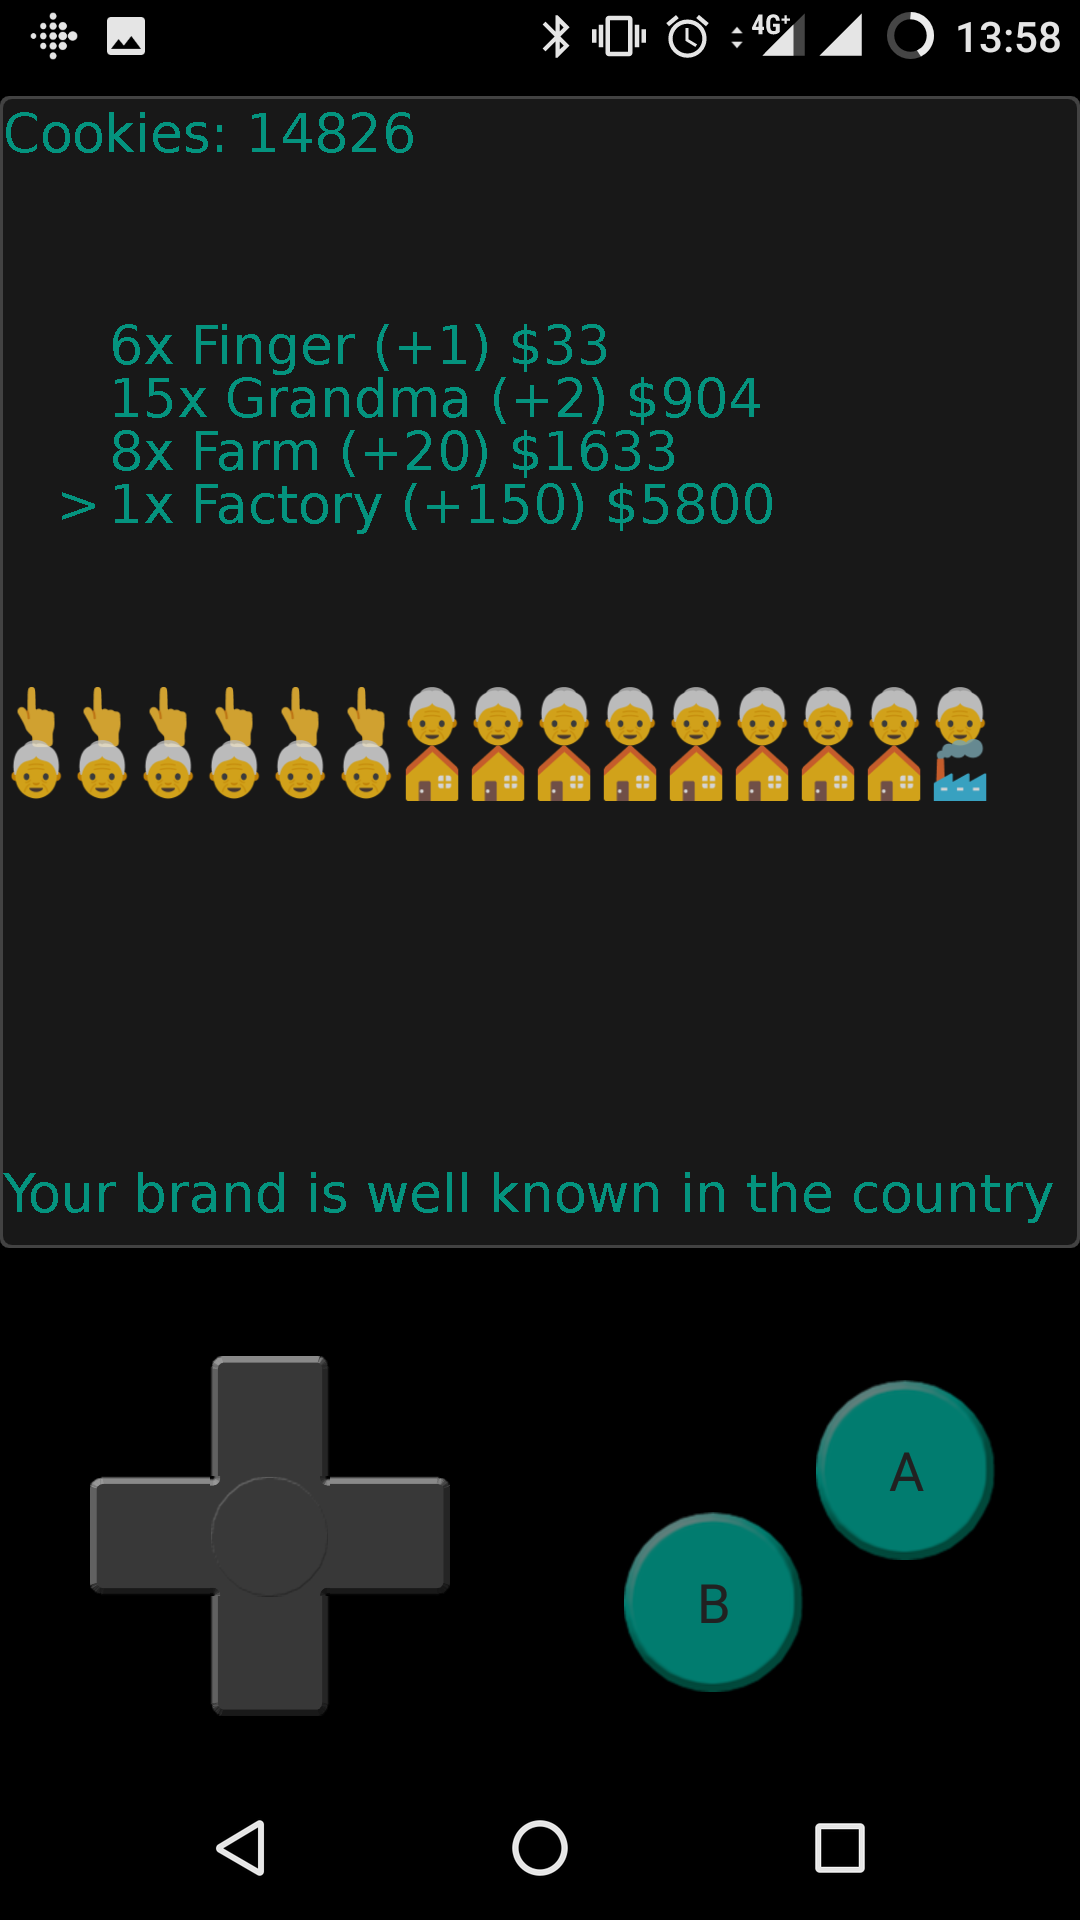 4G+ 13:58
Cookies: 14826
6x Finger (+1) $33
15x Grandma (+2) $904
8x Farm (+20) $1633
> 1x Factory (+150) $5800
Your brand is well known in the country
A
B